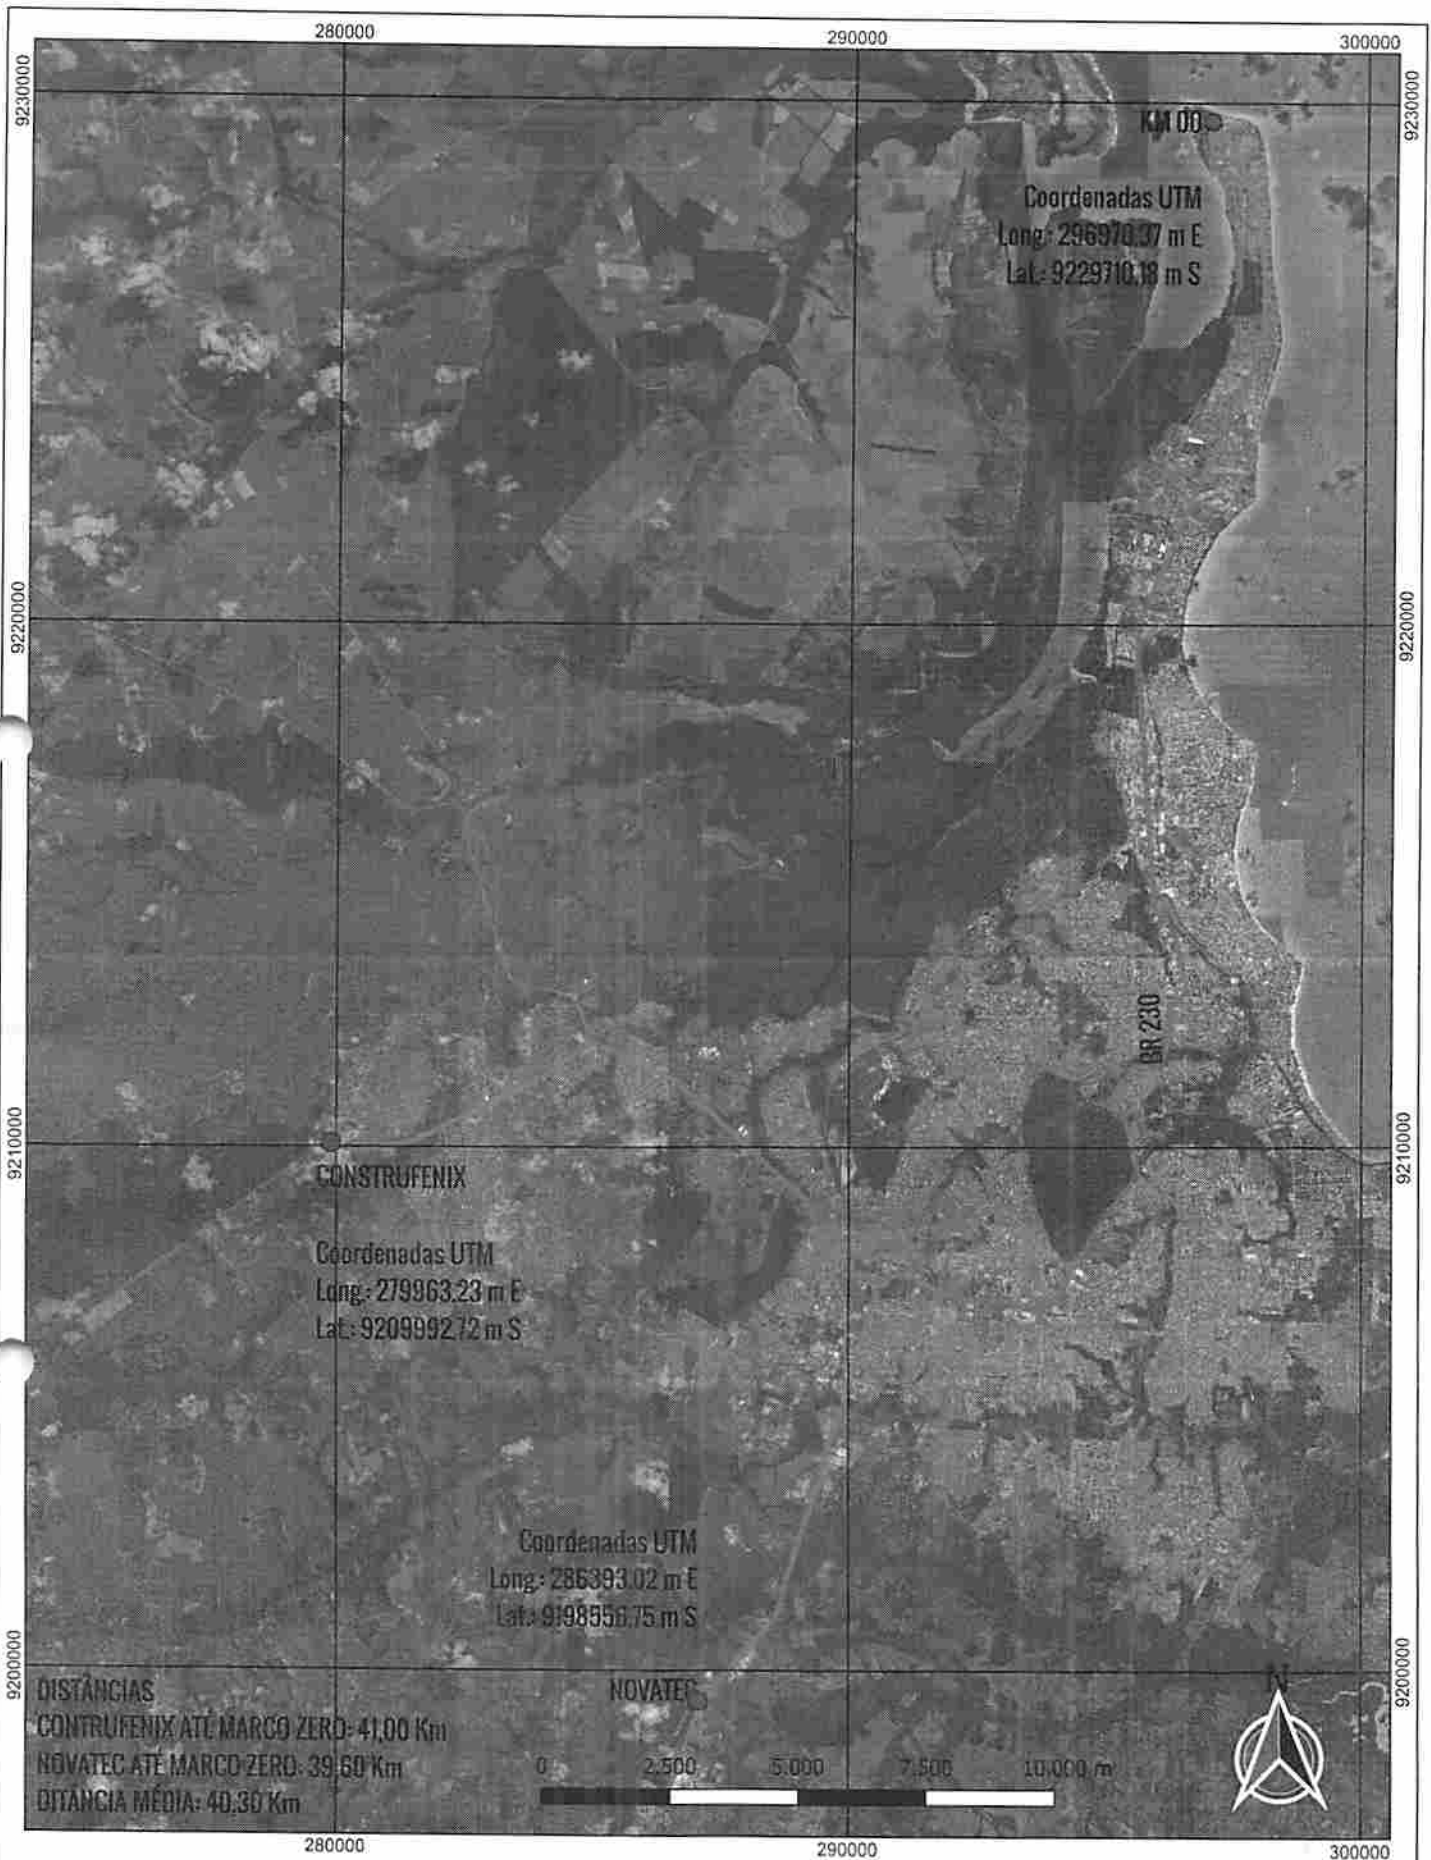 280000
290000
300000
9230000
9230000
KM 00
Coordenadas UTM
Long.: 296970.37 m E
Lat.: 9229710.18 m S
9220000
9220000
BR 230
9210000
9210000
CONSTRUFENIX
Coordenadas UTM
Long.: 279963.23 m E
Lat.: 9209992.72 m S
Coordenadas UTM
Long.: 286393.02 m E
Lat.: 9198556.75 m S
9200000
9200000
NOVATEC
N
DISTÂNCIAS
CONTRUFENIX ATÉ MARCO ZERO: 41,00 Km
NOVATEC ATÉ MARCO ZERO: 39,60 Km
DITÂNCIA MÉDIA: 40,30 Km
0 2.500 5.000 7.500 10.000 m
280000
290000
300000